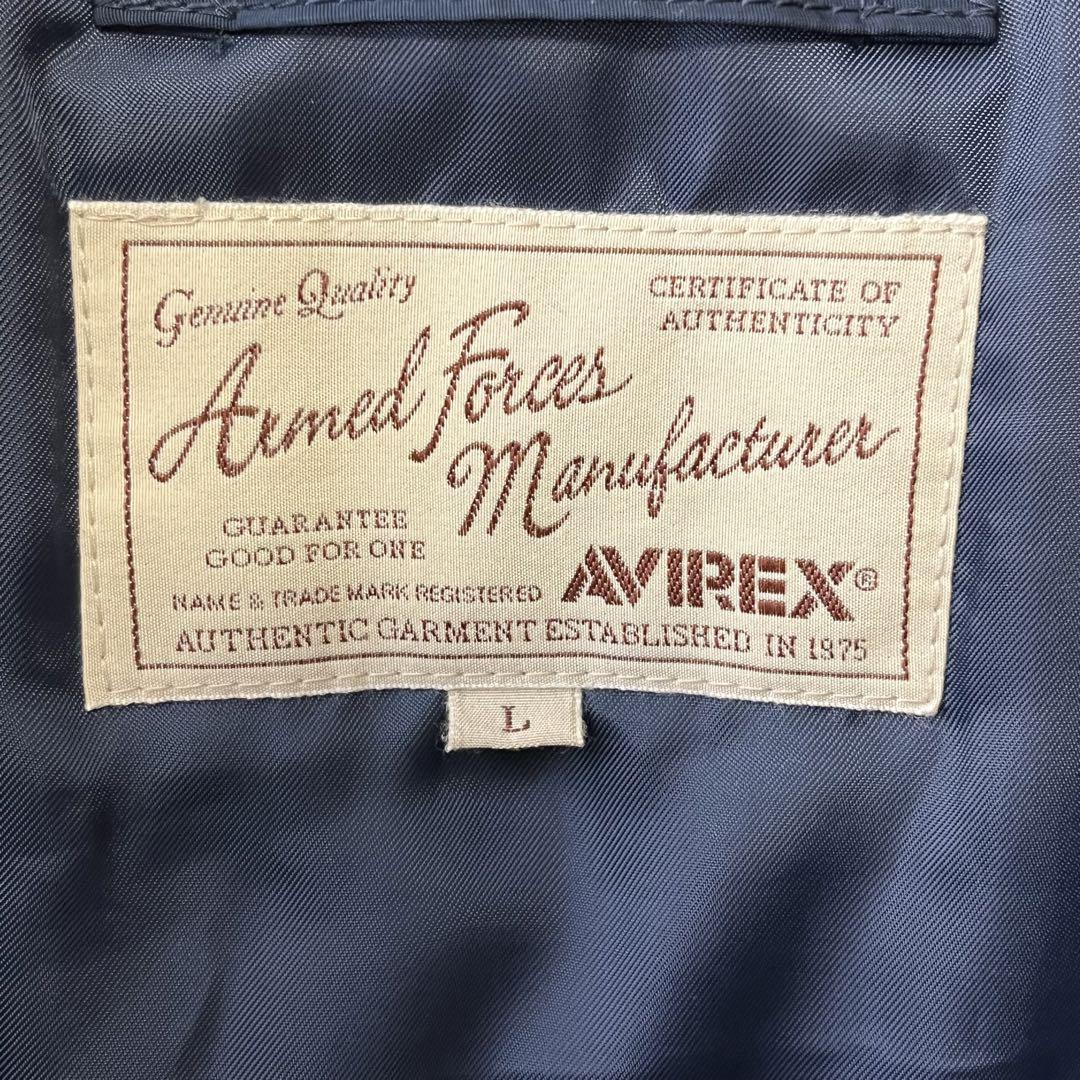 Genuine Quality
CERTIFICATE OF
AUTHENTICITY
Armed Forces
Manufacturer
GUARANTEE
GOOD FOR ONE
NAME & TRADE MARK REGISTERED
AVIREX®
AUTHENTIC GARMENT ESTABLISHED IN 1975
L